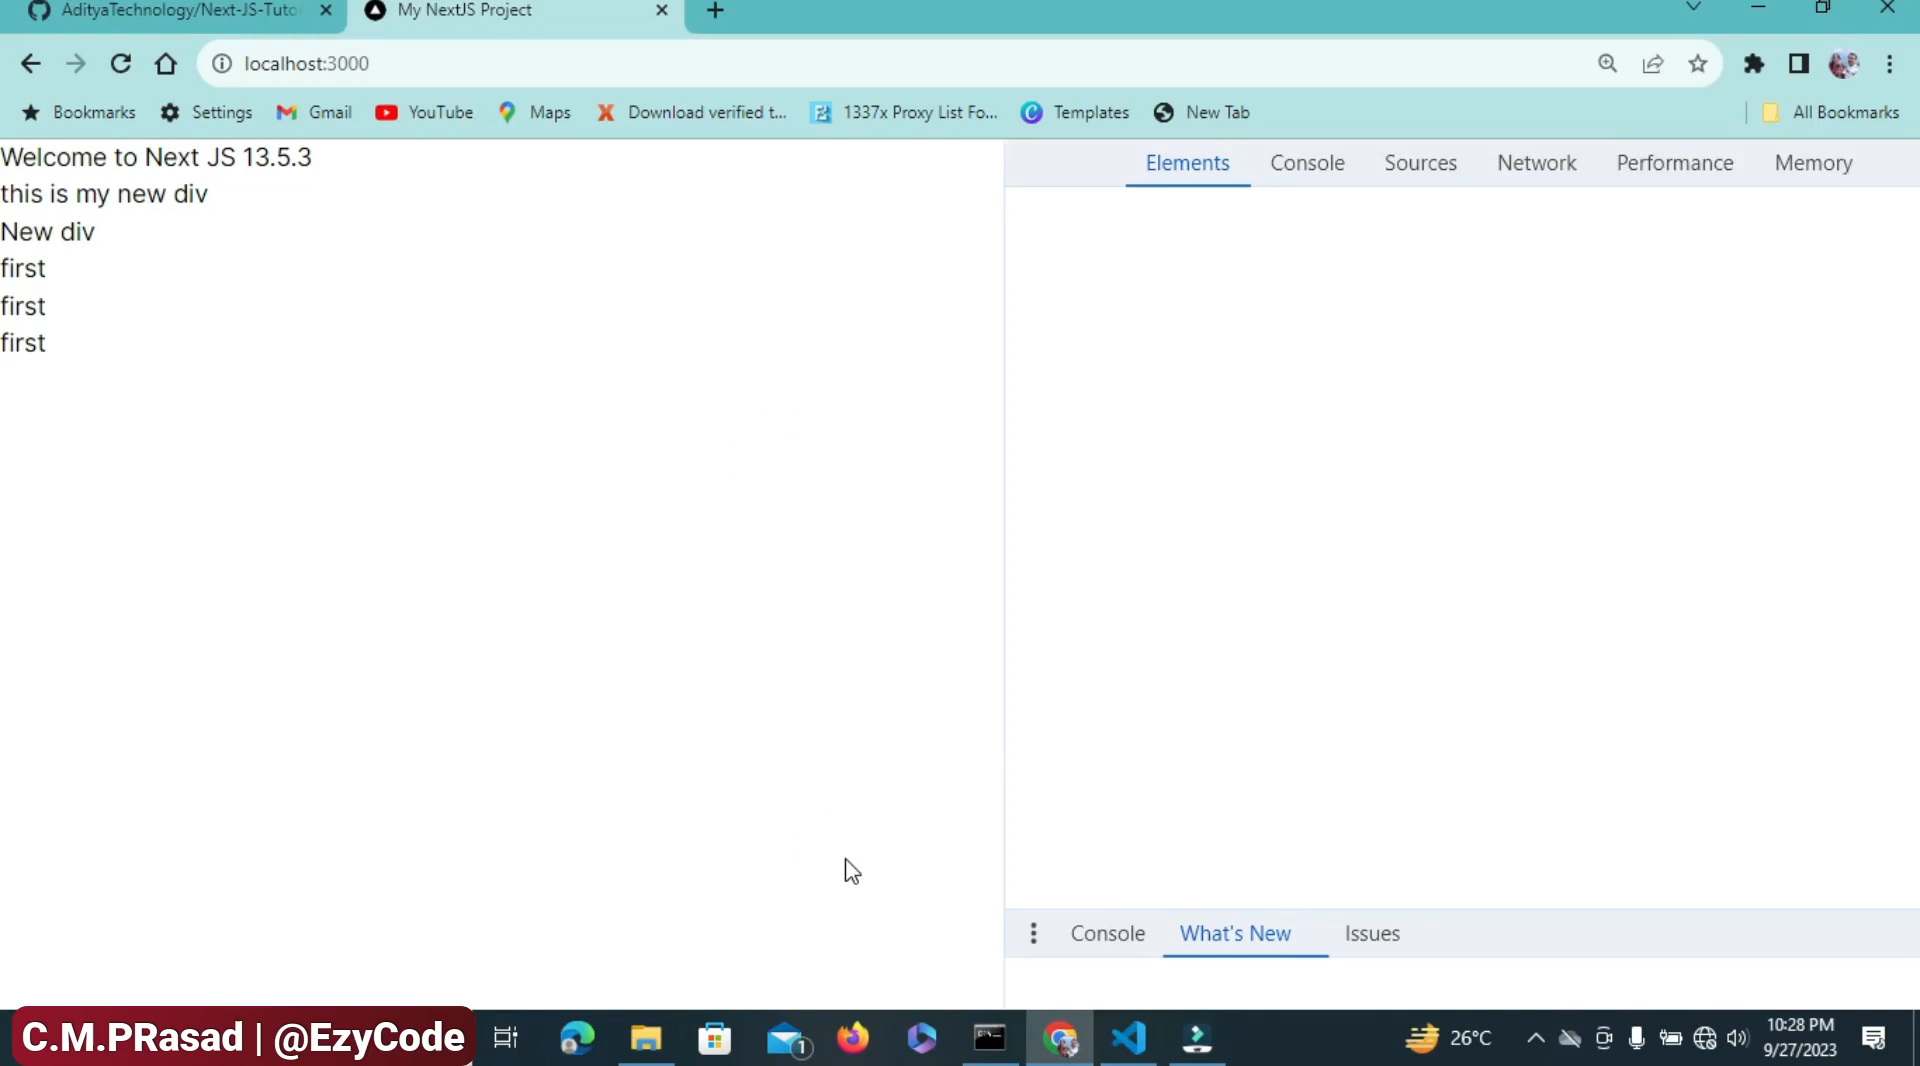 AdityaTechnology/Next-JS-Tuto
My NextJS Project
localhost:3000
Bookmarks
Settings
Gmail
YouTube
Maps
Download verified t...
1337x Proxy List Fo...
Templates
New Tab
All Bookmarks
Welcome to Next JS 13.5.3
this is my new div
New div
first
first
first
Elements
Console
Sources
Network
Performance
Memory
Console
What's New
Issues
C.M.PRasad | @EzyCode
1
26°C
10:28 PM
9/27/2023